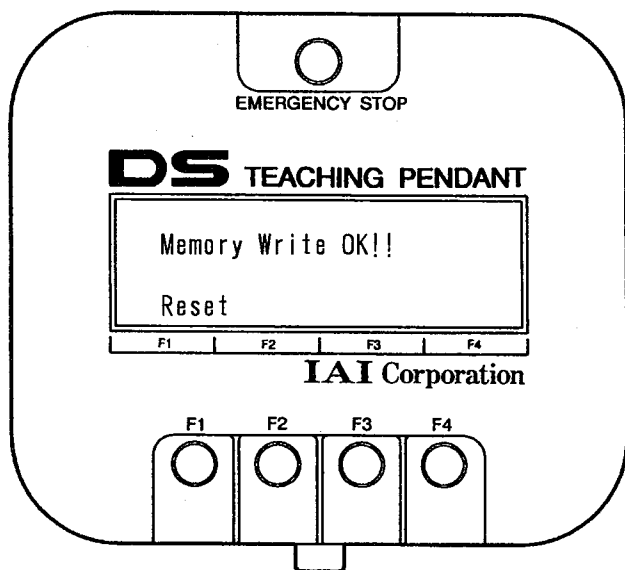 EMERGENCY STOP
DS TEACHING PENDANT
Memory Write OK!!
Reset
F1 F2 F3 F4
IAI Corporation
F1 F2 F3 F4